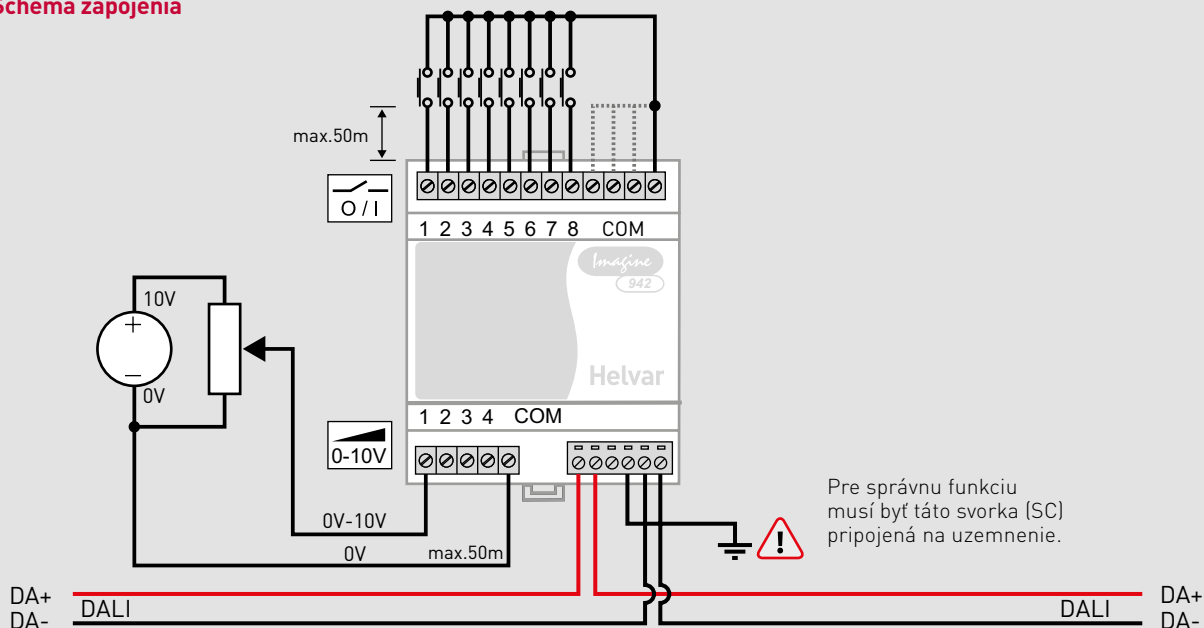 Schéma zapojenia
max.50m
O / I
1 2 3 4 5 6 7 8 COM
Imagine
942
10V
+
−
0V
Helvar
1 2 3 4 COM
0-10V
0V-10V
0V
max.50m
!
Pre správnu funkciu
musí byť táto svorka (SC)
pripojená na uzemnenie.
DA+
DALI
DA-
DALI
DA+
DA-